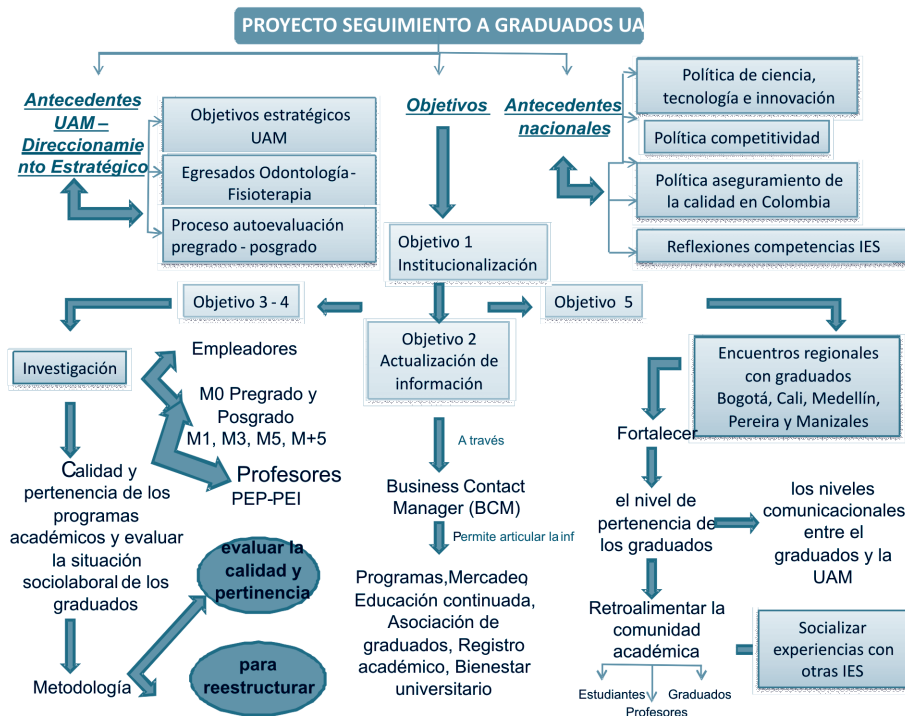 PROYECTO SEGUIMIENTO A GRADUADOS UA
Antecedentes
UAM –
Direccionamie
nto Estratégico
Objetivos estratégicos
UAM
Egresados Odontología-
Fisioterapia
Proceso autoevaluación
pregrado - posgrado
Objetivos
Antecedentes
nacionales
Política de ciencia,
tecnología e innovación
Política competitividad
Política aseguramiento de
la calidad en Colombia
Reflexiones competencias IES
Objetivo 1
Institucionalización
Objetivo 3 - 4
Objetivo 5
Objetivo 2
Actualización de
información
Investigación
Empleadores
M0 Pregrado y
Posgrado
M1, M3, M5, M+5
Profesores
PEP-PEI
Calidad y
pertenencia de los
programas
académicos y evaluar
la situación
sociolaboral de los
graduados
Metodología
evaluar la
calidad y
pertinencia
para
reestructurar
A través
Business Contact
Manager (BCM)
Permite articular la inf
Programas, Mercadeo,
Educación continuada,
Asociación de
graduados, Registro
académico, Bienestar
universitario
Encuentros regionales
con graduados
Bogotá, Cali, Medellín,
Pereira y Manizales
Fortalecer
el nivel de
pertenencia de
los graduados
los niveles
comunicacionales
entre el
graduados y la
UAM
Retroalimentar la
comunidad
académica
Estudiantes
Graduados
Profesores
Socializar
experiencias con
otras IES